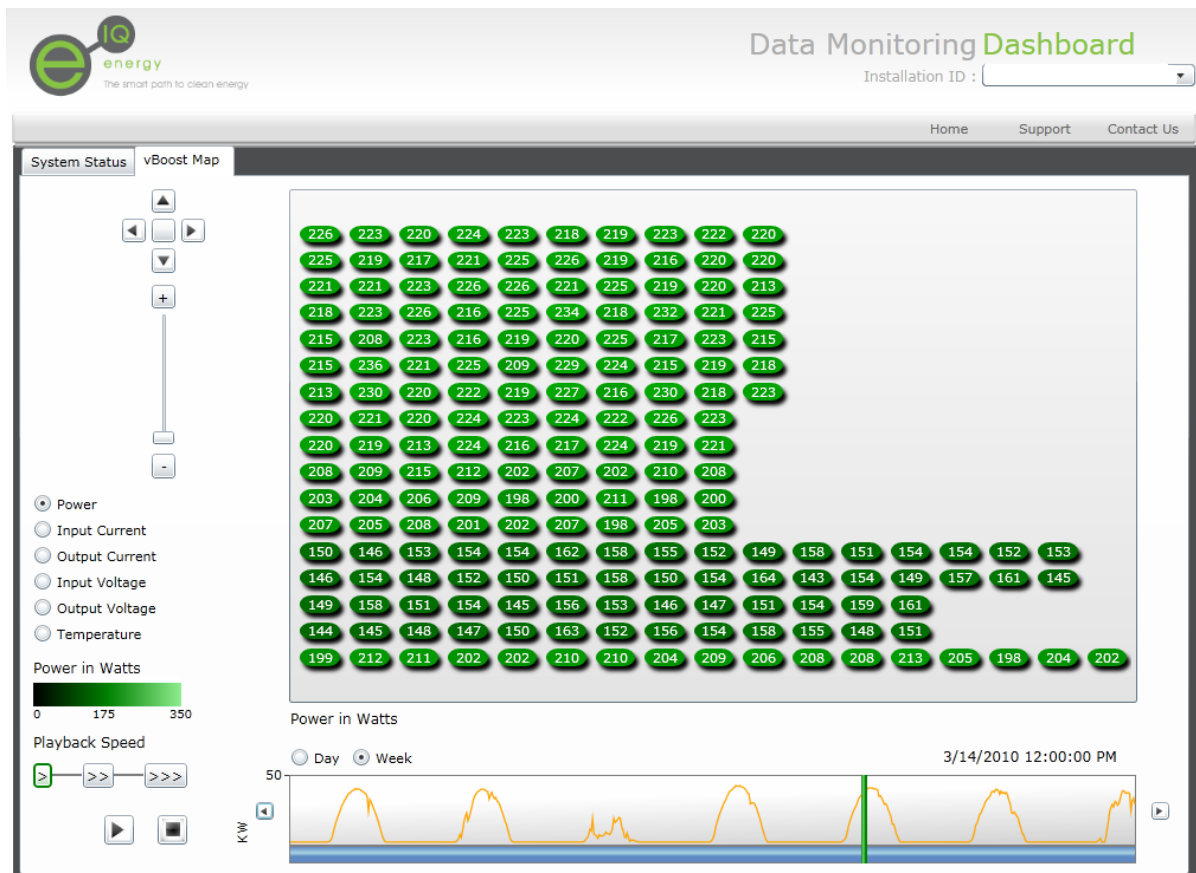 IQ
e energy
The smart path to clean energy
Data Monitoring Dashboard
Installation ID :
Home Support Contact Us
System Status vBoost Map
+
-
Power
Input Current
Output Current
Input Voltage
Output Voltage
Temperature
Power in Watts
0 175 350
Playback Speed
> >> >>>
226 223 220 224 223 218 219 223 222 220
225 219 217 221 225 226 219 216 220 220
221 221 223 226 226 221 225 219 220 213
218 223 226 216 225 234 218 232 221 225
215 208 223 216 219 220 225 217 223 215
215 236 221 225 209 229 224 215 219 218
213 230 220 222 219 227 216 230 218 223
220 221 220 224 223 224 222 226 223
220 219 213 224 216 217 224 219 221
208 209 215 212 202 207 202 210 208
203 204 206 209 198 200 211 198 200
207 205 208 201 202 207 198 205 203
150 146 153 154 154 162 158 155 152 149 158 151 154 154 152 153
146 154 148 152 150 151 158 150 154 164 143 154 149 157 161 145
149 158 151 154 145 156 153 146 147 151 154 159 161
144 145 148 147 150 163 152 156 154 158 155 148 151
199 212 211 202 202 210 210 204 209 206 208 208 213 205 198 204 202
Power in Watts
Day Week
3/14/2010 12:00:00 PM
50
KW